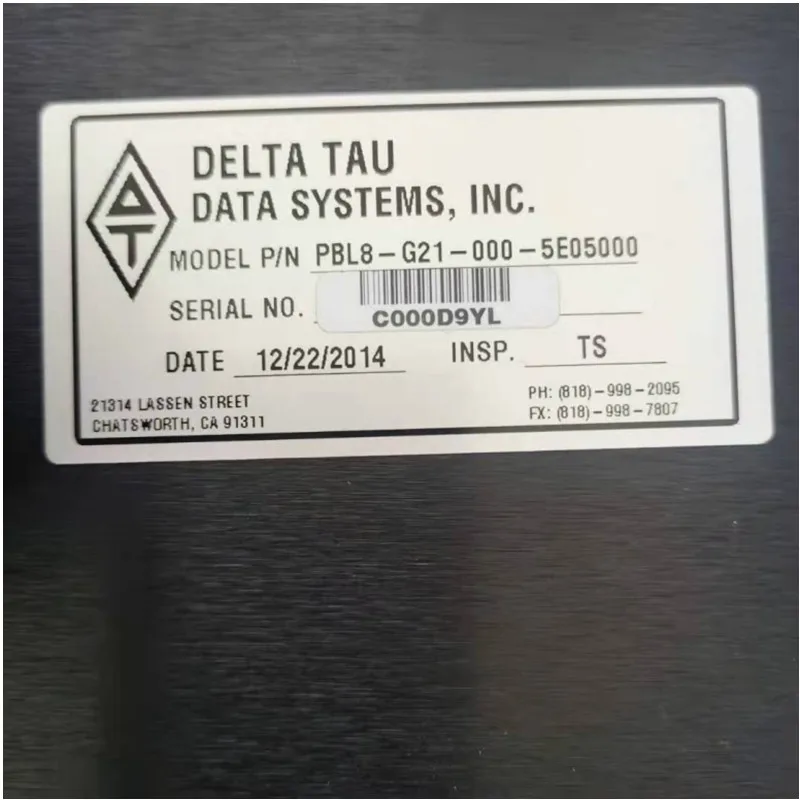 ΔT
DELTA TAU
DATA SYSTEMS, INC.
MODEL P/N PBL8-G21-000-5E05000
SERIAL NO. C000D9YL
DATE 12/22/2014 INSP. TS
21314 LASSEN STREET
CHATSWORTH, CA 91311
PH: (818)-998-2095
FX: (818)-998-7807